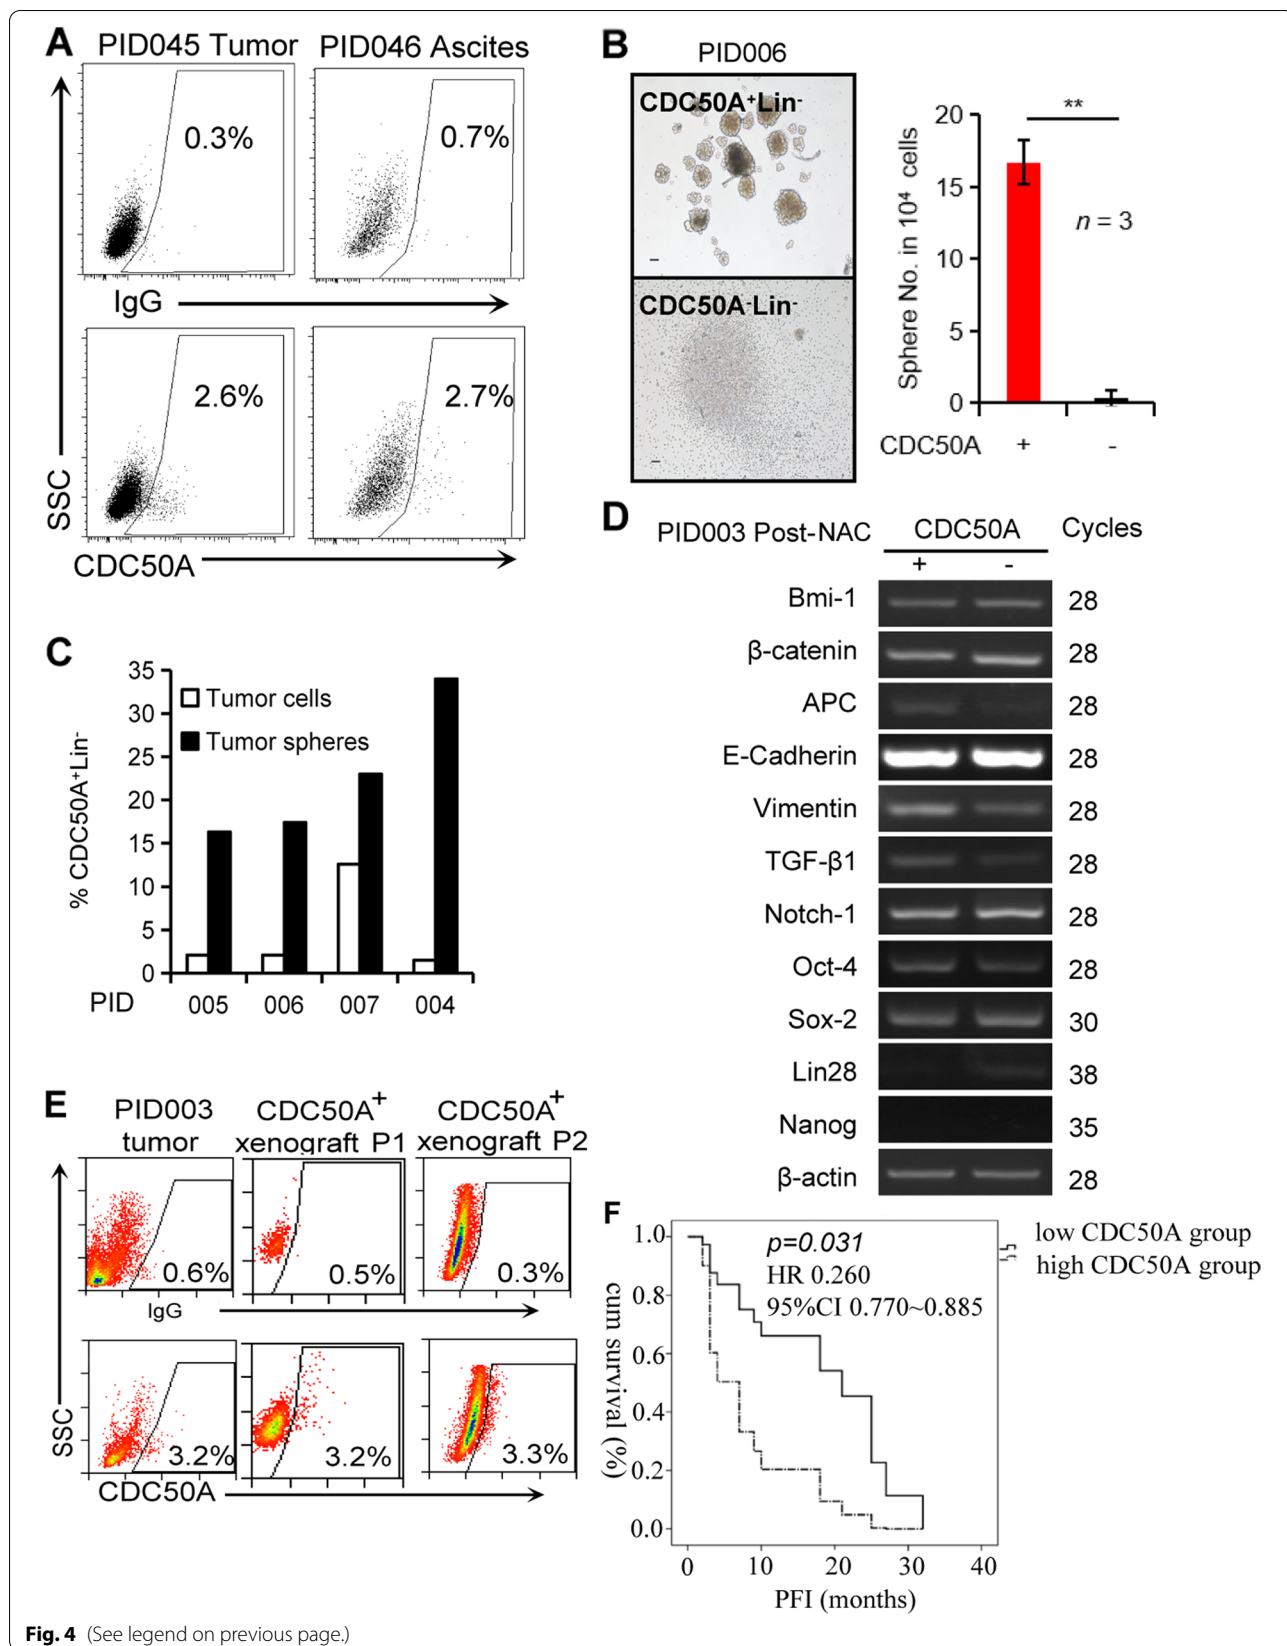 A
PID045 Tumor PID046 Ascites
0.3%
0.7%
IgG
2.6%
2.7%
SSC
CDC50A
B
PID006
CDC50A⁺Lin⁻
CDC50A⁻Lin⁻
Sphere No. in 10⁴ cells
20
15
10
5
0
**
n = 3
CDC50A + -
C
% CDC50A⁺Lin⁻
35
30
25
20
15
10
5
0
Tumor cells
Tumor spheres
PID 005 006 007 004
D
PID003 Post-NAC CDC50A Cycles
+ -
Bmi-1 28
β-catenin 28
APC 28
E-Cadherin 28
Vimentin 28
TGF-β1 28
Notch-1 28
Oct-4 28
Sox-2 30
Lin28 38
Nanog 35
β-actin 28
E
PID003 tumor
CDC50A⁺ xenograft P1
CDC50A⁺ xenograft P2
0.6%
0.5%
0.3%
IgG
3.2%
3.2%
3.3%
SSC
CDC50A
F
cum survival (%)
1.0
0.8
0.6
0.4
0.2
0.0
p=0.031
HR 0.260
95%CI 0.770~0.885
low CDC50A group
high CDC50A group
0 10 20 30 40
PFI (months)
Fig. 4 (See legend on previous page.)